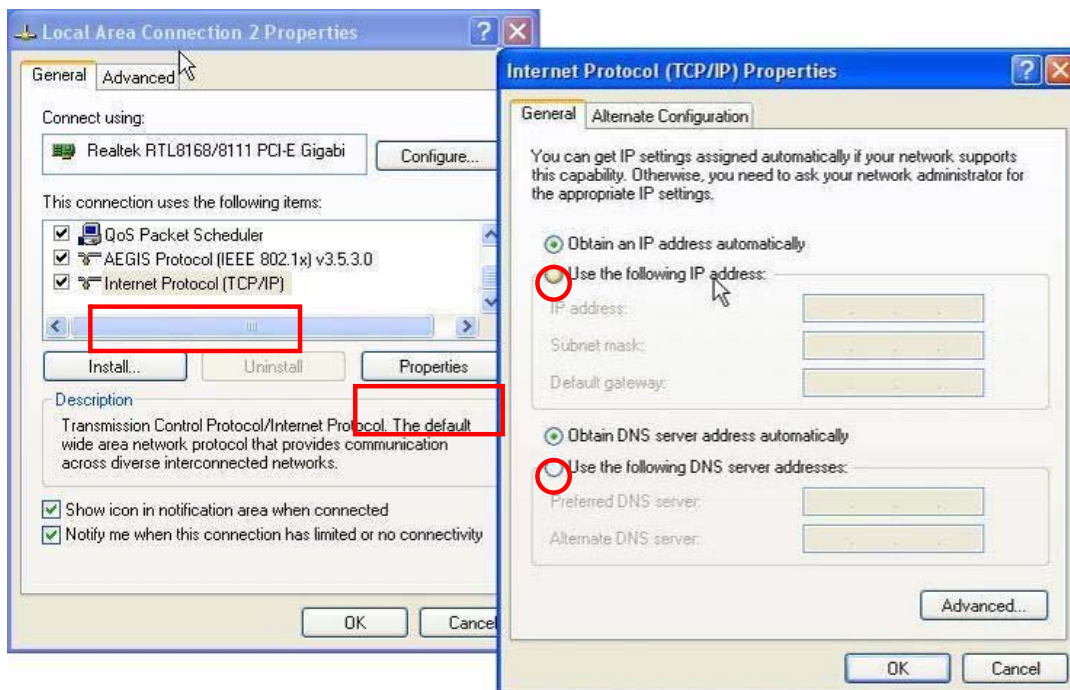 Local Area Connection 2 Properties
General Advanced
Connect using:
Realtek RTL8168/8111 PCI-E Gigabi
Configure...
This connection uses the following items:
QoS Packet Scheduler
AEGIS Protocol (IEEE 802.1x) v3.5.3.0
Internet Protocol (TCP/IP)
Install... Uninstall Properties
Description
Transmission Control Protocol/Internet Protocol. The default
wide area network protocol that provides communication
across diverse interconnected networks.
Show icon in notification area when connected
Notify me when this connection has limited or no connectivity
OK Cancel
Internet Protocol (TCP/IP) Properties
General Alternate Configuration
You can get IP settings assigned automatically if your network supports
this capability. Otherwise, you need to ask your network administrator for
the appropriate IP settings.
Obtain an IP address automatically
Use the following IP address:
IP address:
Subnet mask:
Default gateway:
Obtain DNS server address automatically
Use the following DNS server addresses:
Preferred DNS server:
Alternate DNS server:
Advanced...
OK Cancel